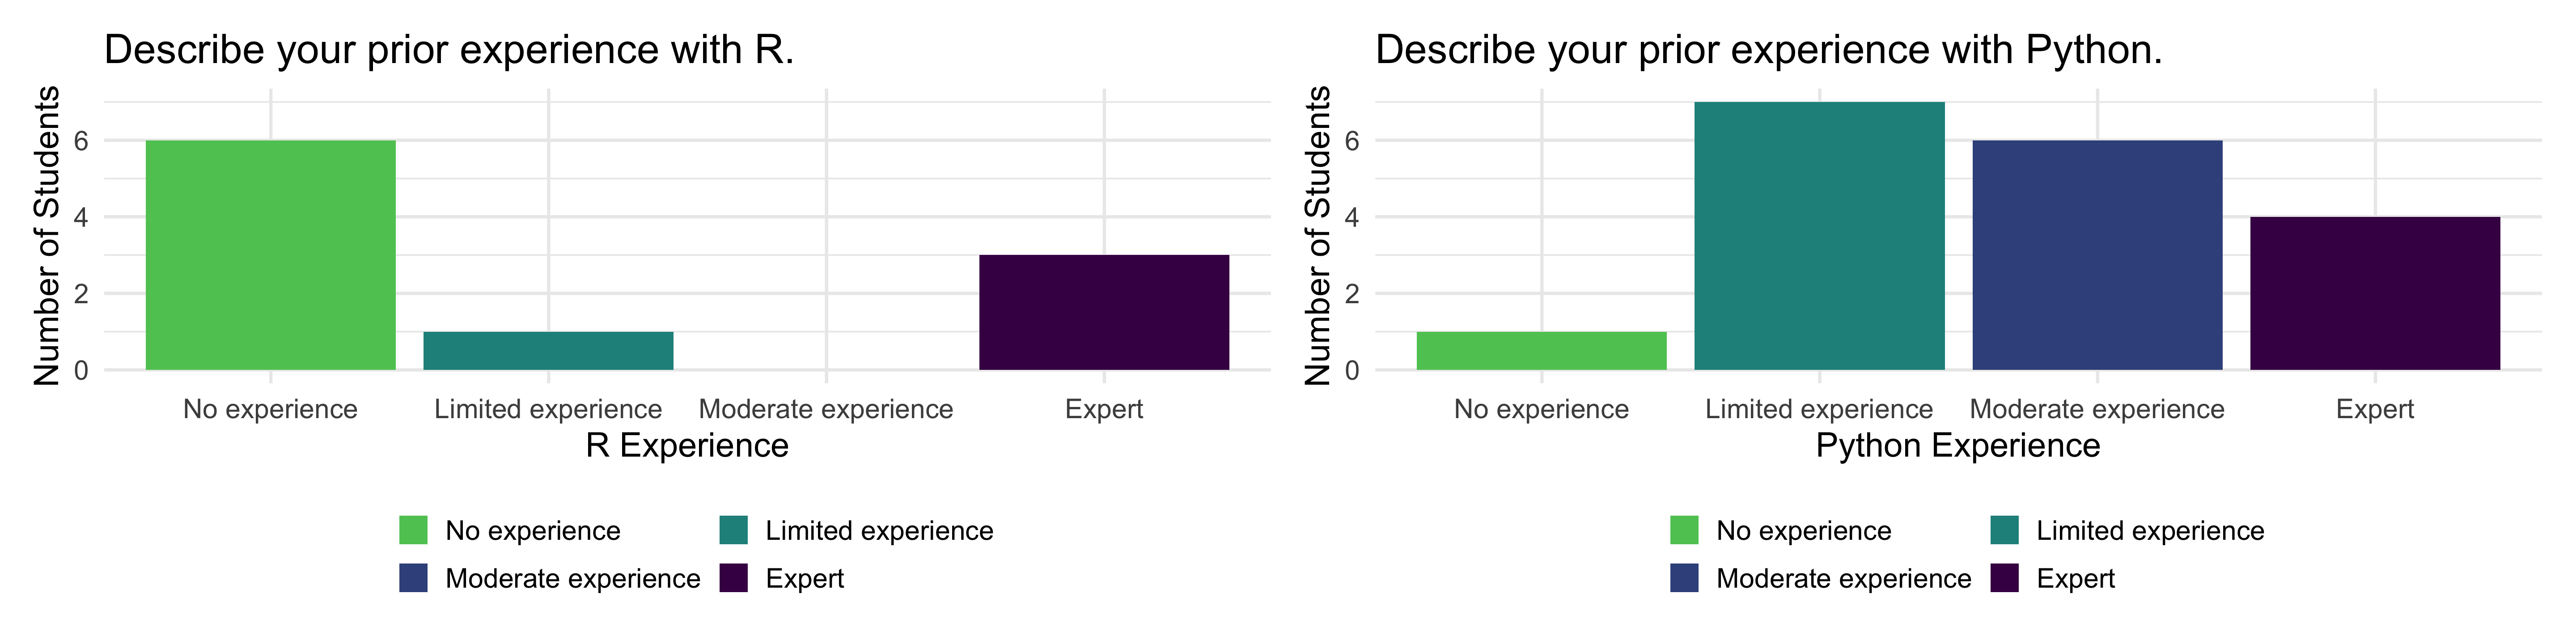 Describe your prior experience with R.
Number of Students
6
4
2
0
No experience Limited experience Moderate experience Expert
R Experience
No experience Limited experience
Moderate experience Expert
Describe your prior experience with Python.
Number of Students
6
4
2
0
No experience Limited experience Moderate experience Expert
Python Experience
No experience Limited experience
Moderate experience Expert